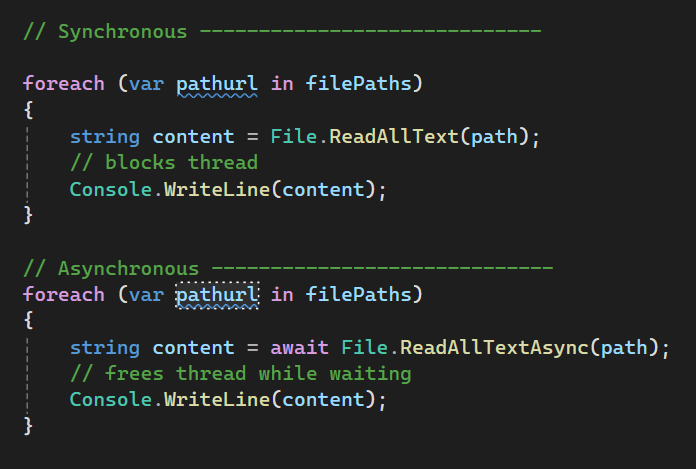 // Synchronous -----------------------------
foreach (var pathurl in filePaths)
{
    string content = File.ReadAllText(path);
    // blocks thread
    Console.WriteLine(content);
}
// Asynchronous -----------------------------
foreach (var pathurl in filePaths)
{
    string content = await File.ReadAllTextAsync(path);
    // frees thread while waiting
    Console.WriteLine(content);
}